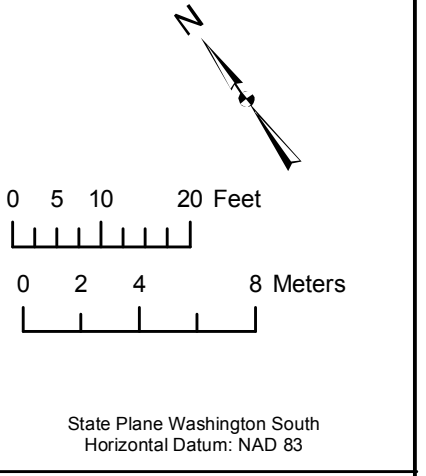 N
0 5 10 20 Feet
0 2 4 8 Meters
State Plane Washington South
Horizontal Datum: NAD 83